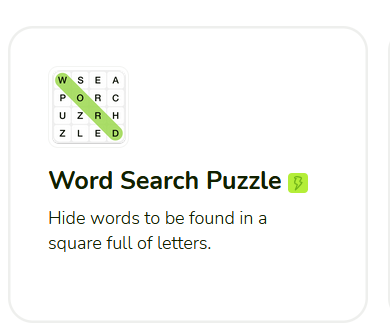 W S E A
P O R C
U Z R H
Z L E D
Word Search Puzzle
Hide words to be found in a
square full of letters.